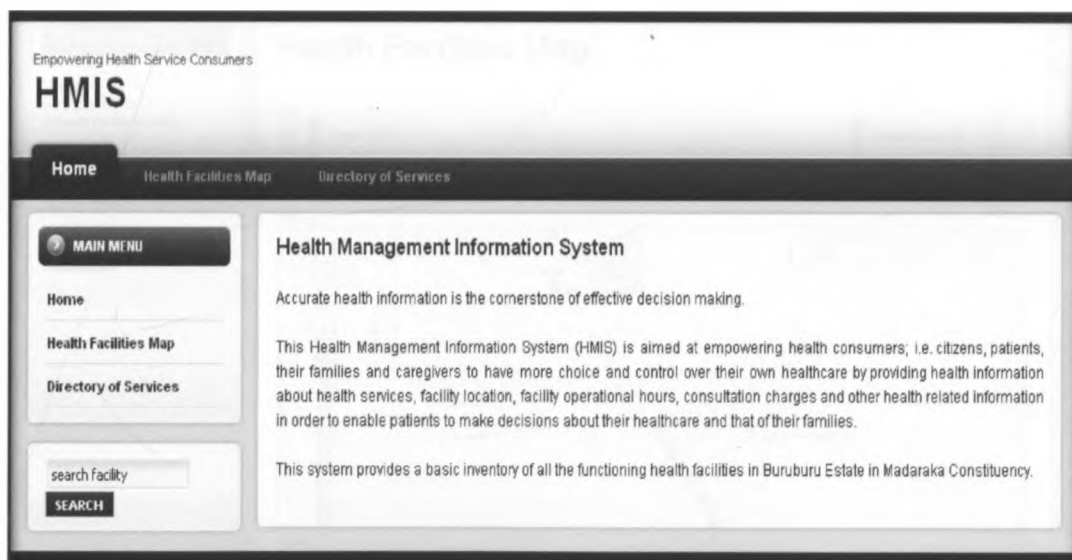 Empowering Health Service Consumers
HMIS
Home
Health Facilities Map
Directory of Services
MAIN MENU
Home
Health Facilities Map
Directory of Services
search facility
SEARCH
Health Management Information System
Accurate health information is the cornerstone of effective decision making.
This Health Management Information System (HMIS) is aimed at empowering health consumers; i.e. citizens, patients,
their families and caregivers to have more choice and control over their own healthcare by providing health information
about health services, facility location, facility operational hours, consultation charges and other health related information
in order to enable patients to make decisions about their healthcare and that of their families.
This system provides a basic inventory of all the functioning health facilities in Buruburu Estate in Madaraka Constituency.